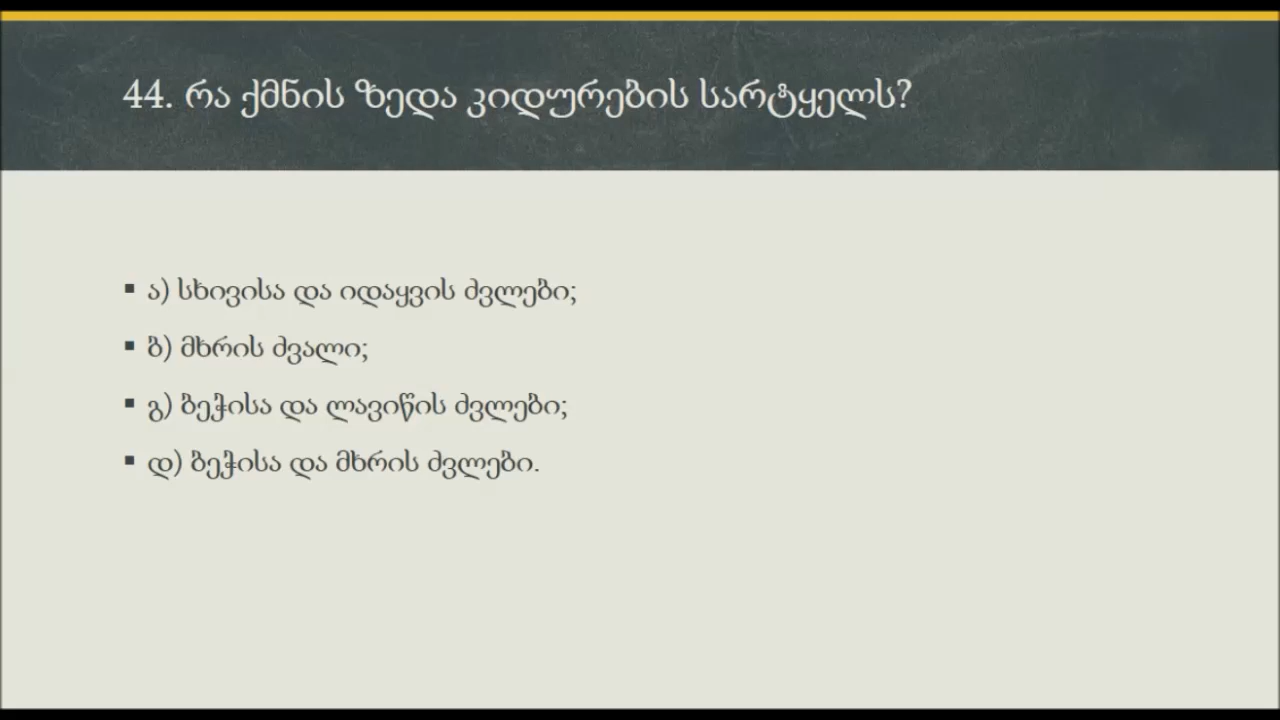 44. რა ქმნის ზედა კიდურების სარტყელს?
▪ ა) სხივისა და იდაყვის ძვლები;
▪ ბ) მხრის ძვალი;
▪ გ) ბეჭისა და ლავიწის ძვლები;
▪ დ) ბეჭისა და მხრის ძვლები.